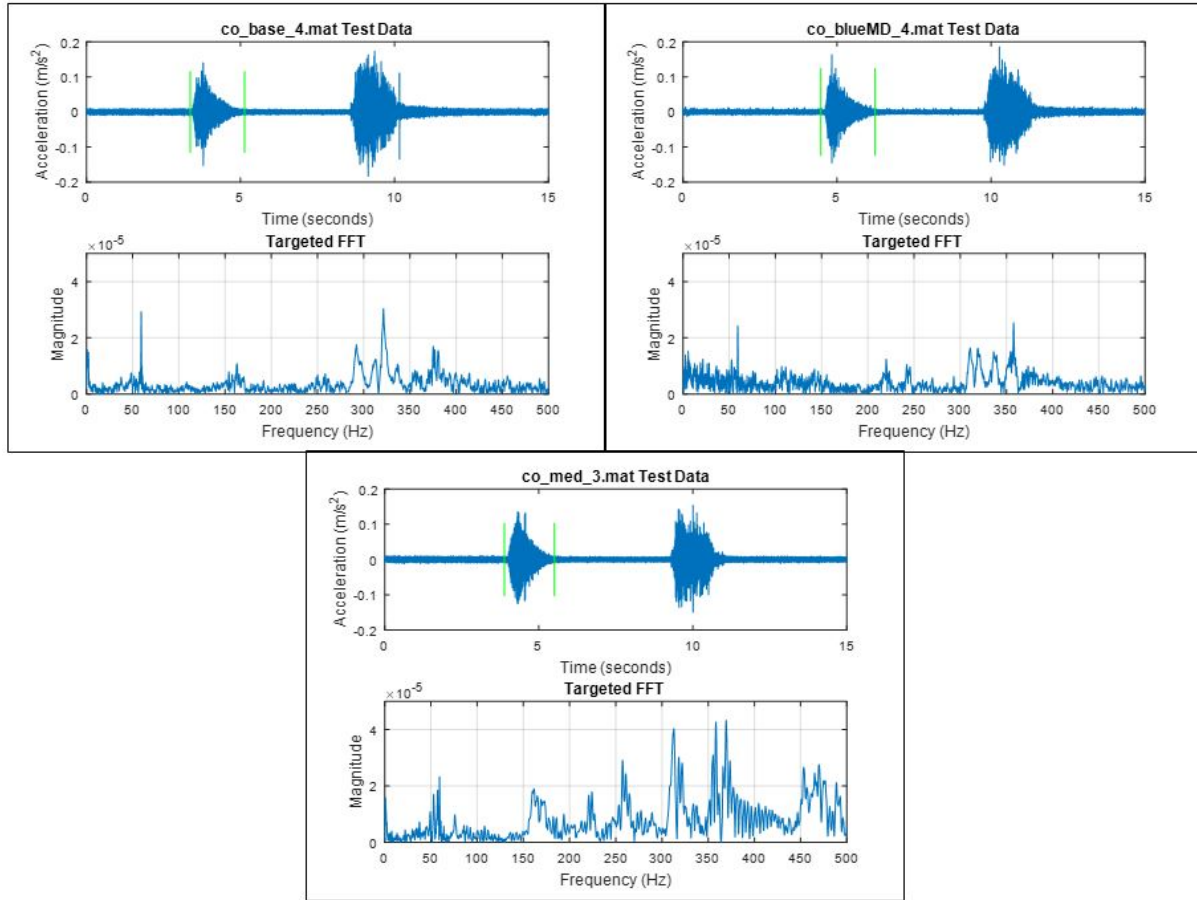 co_base_4.mat Test Data
0.2
0.1
0
-0.1
-0.2
Acceleration (m/s²)
0 5 10 15
Time (seconds)
Targeted FFT
×10⁻⁵
4
2
0
Magnitude
0 50 100 150 200 250 300 350 400 450 500
Frequency (Hz)
co_blueMD_4.mat Test Data
0.2
0.1
0
-0.1
-0.2
Acceleration (m/s²)
0 5 10 15
Time (seconds)
Targeted FFT
×10⁻⁵
4
2
0
Magnitude
0 50 100 150 200 250 300 350 400 450 500
Frequency (Hz)
co_med_3.mat Test Data
0.2
0.1
0
-0.1
-0.2
Acceleration (m/s²)
0 5 10 15
Time (seconds)
Targeted FFT
×10⁻⁵
4
2
0
Magnitude
0 50 100 150 200 250 300 350 400 450 500
Frequency (Hz)